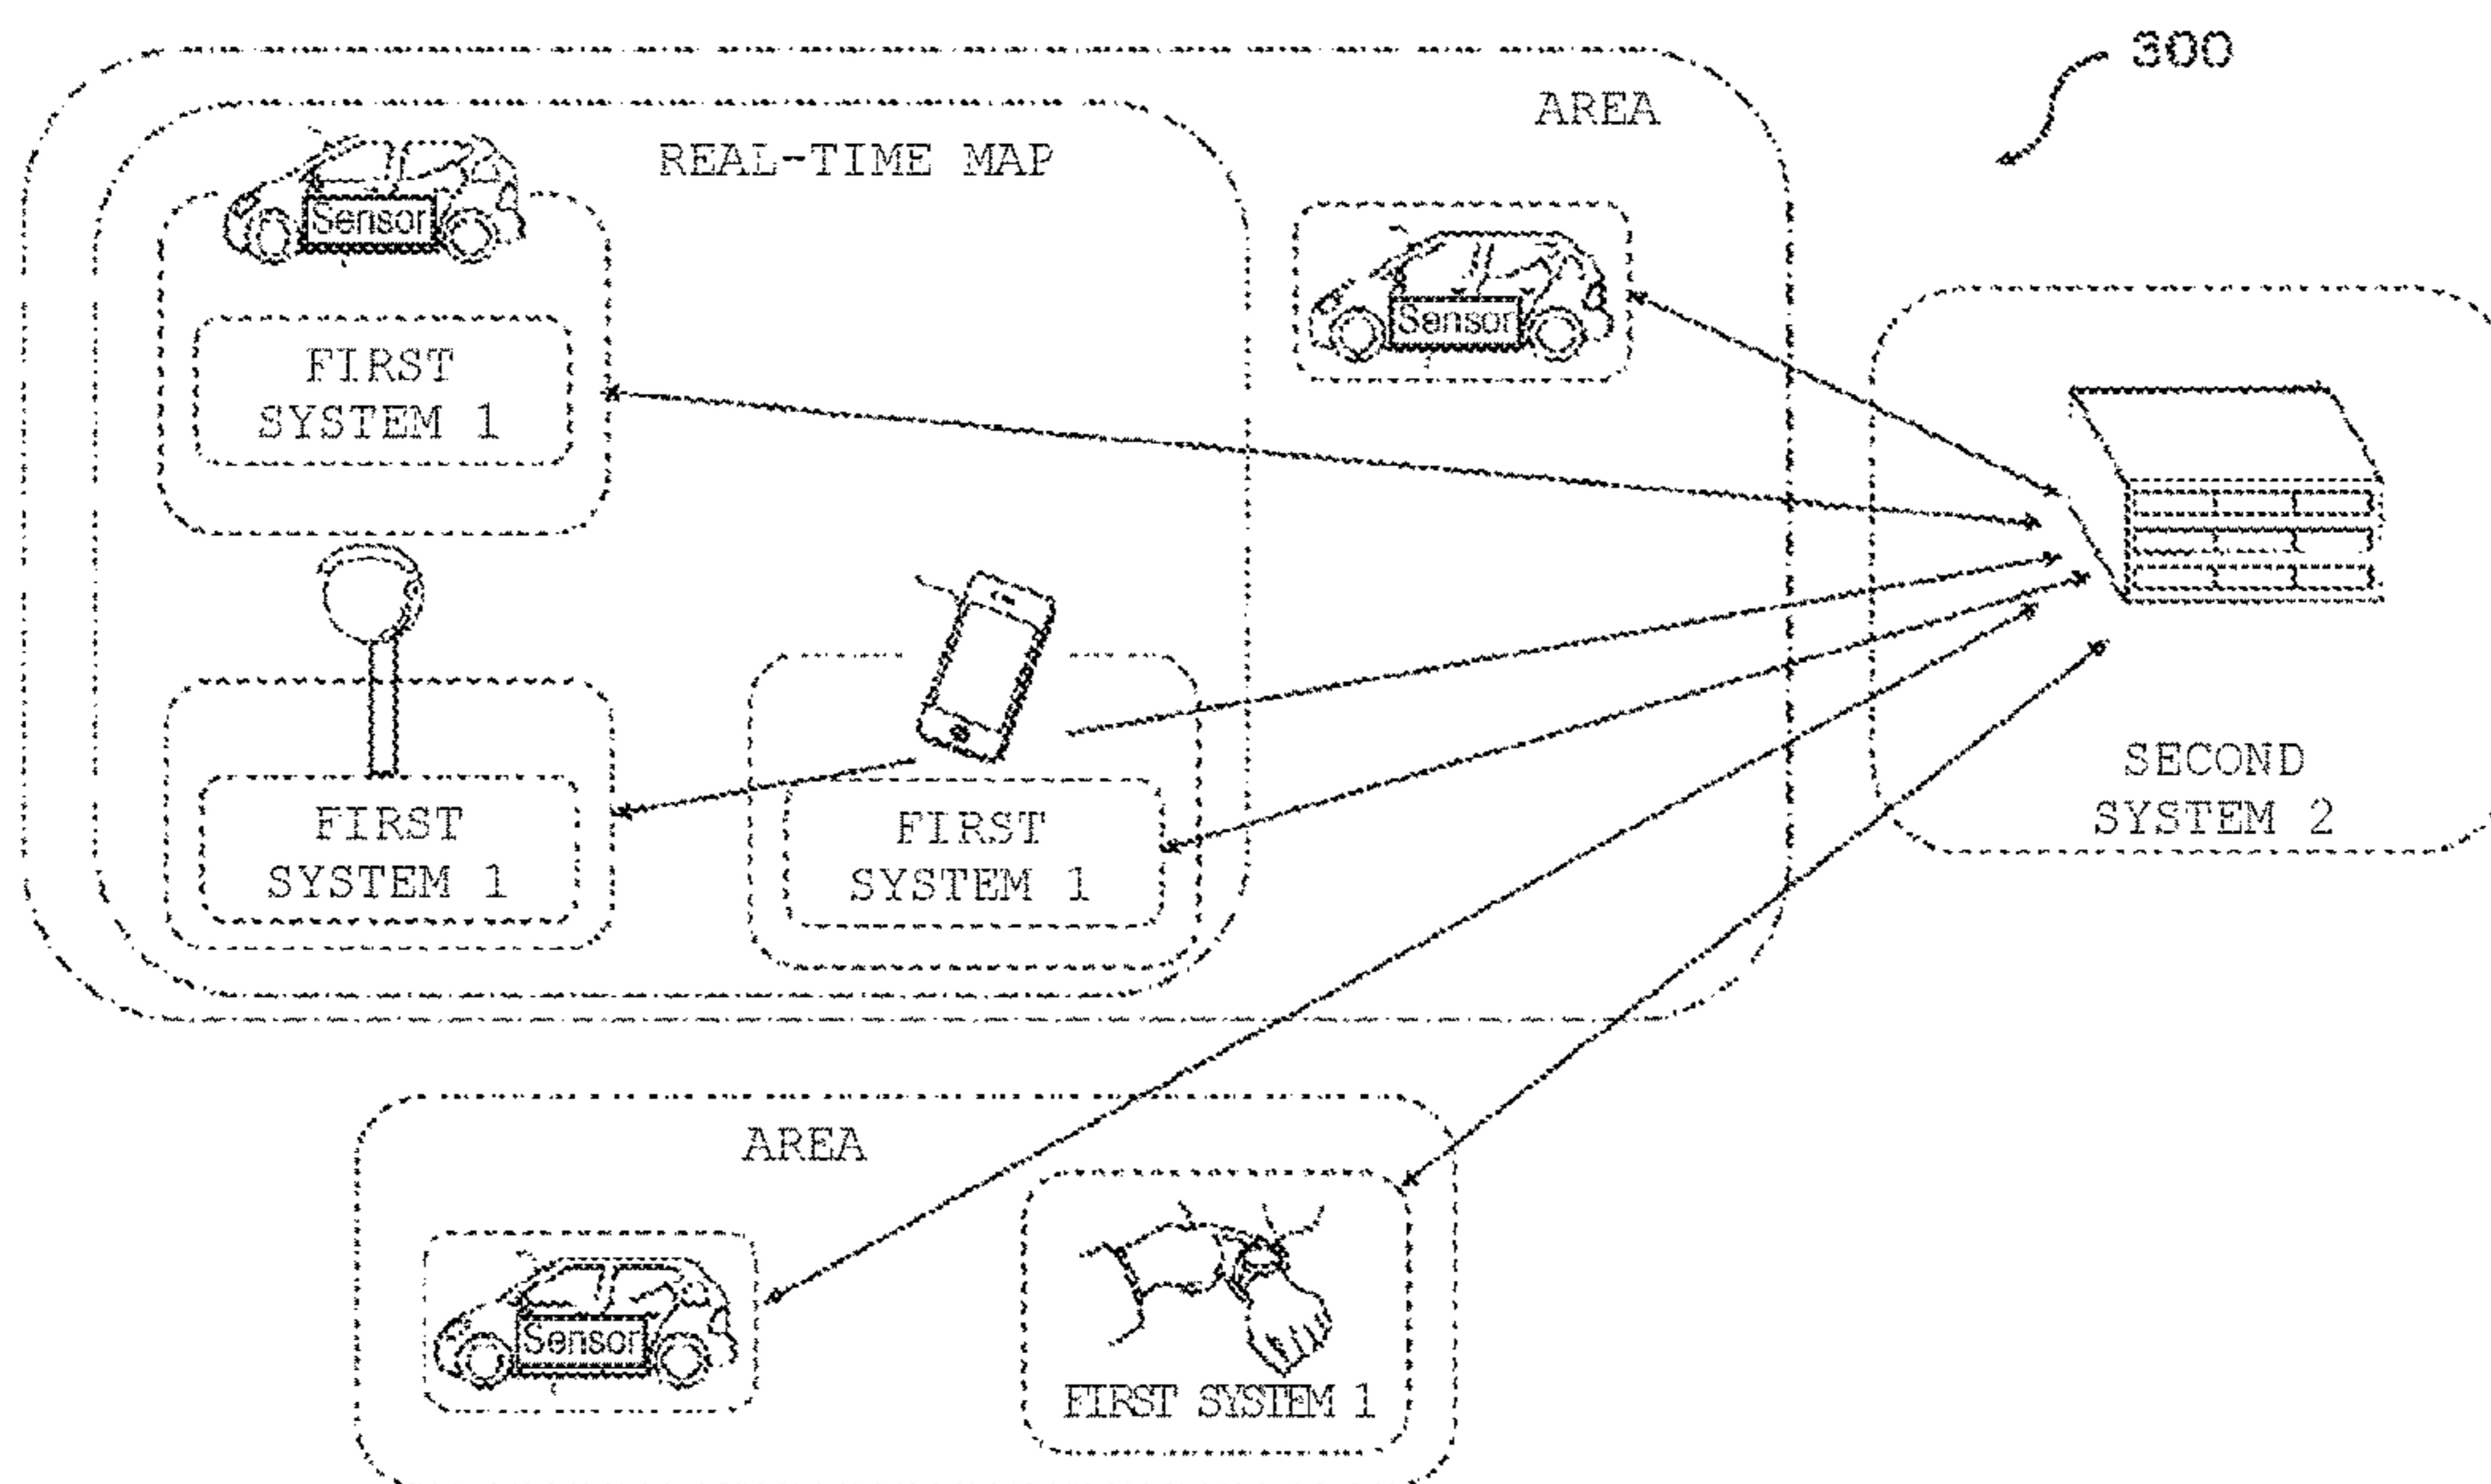 300
AREA
REAL-TIME MAP
Sensor
FIRST
SYSTEM 1
Sensor
FIRST
SYSTEM 1
FIRST
SYSTEM 1
SECOND
SYSTEM 2
AREA
Sensor
FIRST SYSTEM 1